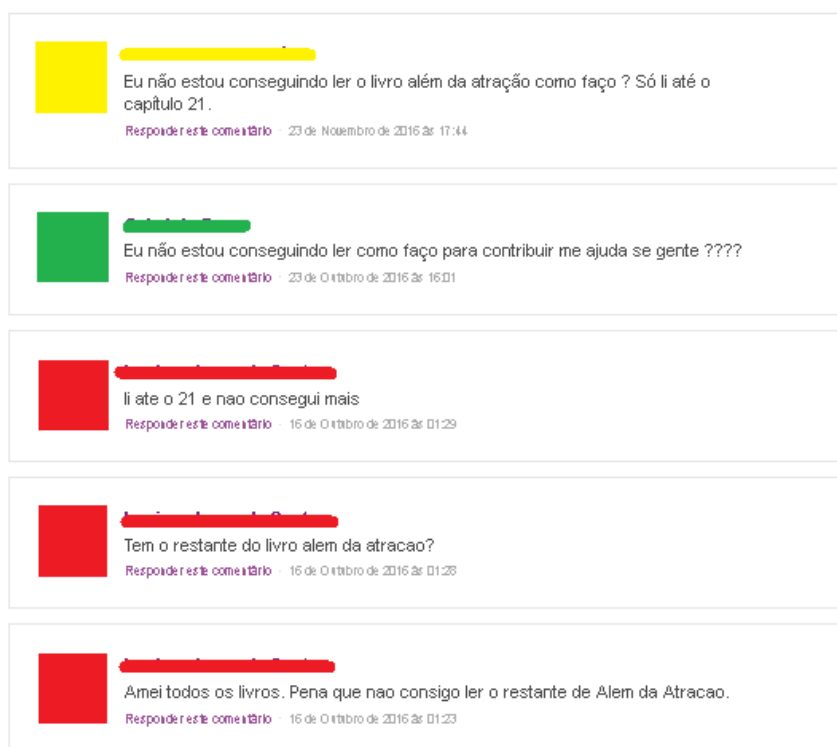 Eu não estou conseguindo ler o livro além da atração como faço ? Só li até o
capítulo 21.
Responder este comentário · 23 de Novembro de 2016 às 17:44
Eu não estou conseguindo ler como faço para contribuir me ajuda se gente ????
Responder este comentário · 23 de Outubro de 2016 às 16:01
li ate o 21 e nao consegui mais
Responder este comentário · 16 de Outubro de 2016 às 01:29
Tem o restante do livro alem da atracao?
Responder este comentário · 16 de Outubro de 2016 às 01:28
Amei todos os livros. Pena que nao consigo ler o restante de Alem da Atracao.
Responder este comentário · 16 de Outubro de 2016 às 01:23